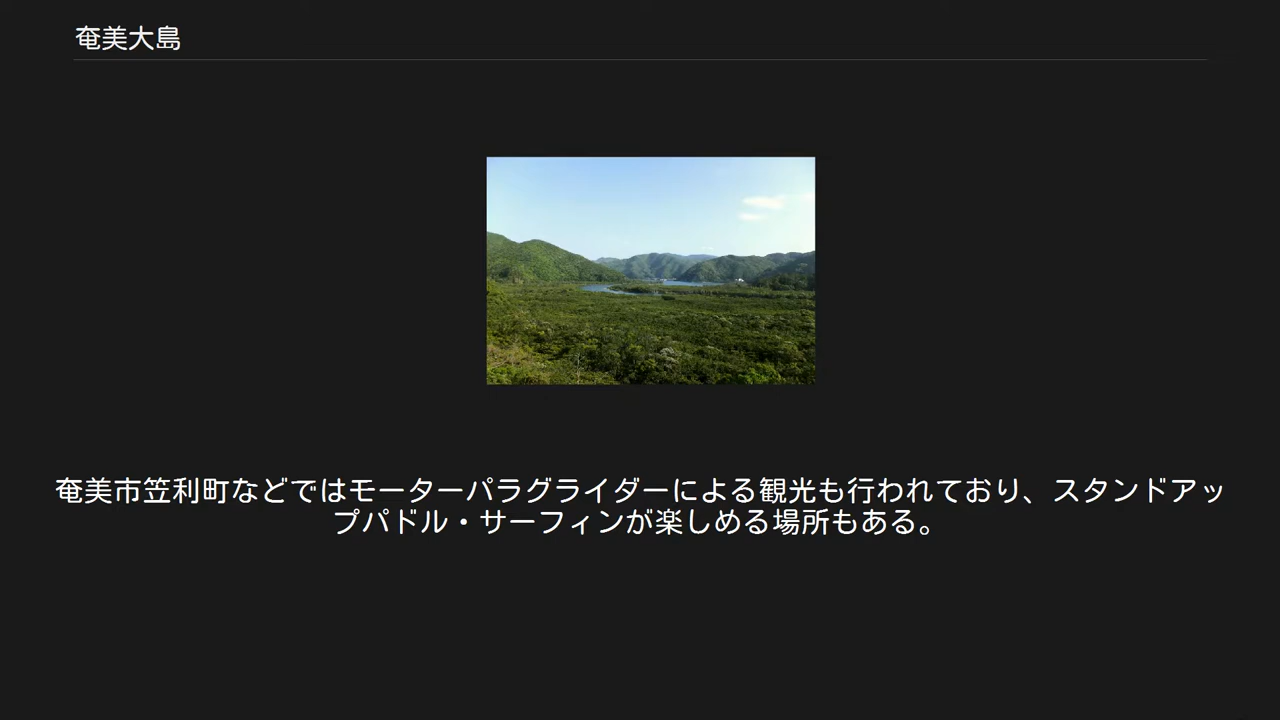 奄美大島
奄美市笠利町などではモーターパラグライダーによる観光も行われており、スタンドアッ
プパドル・サーフィンが楽しめる場所もある。